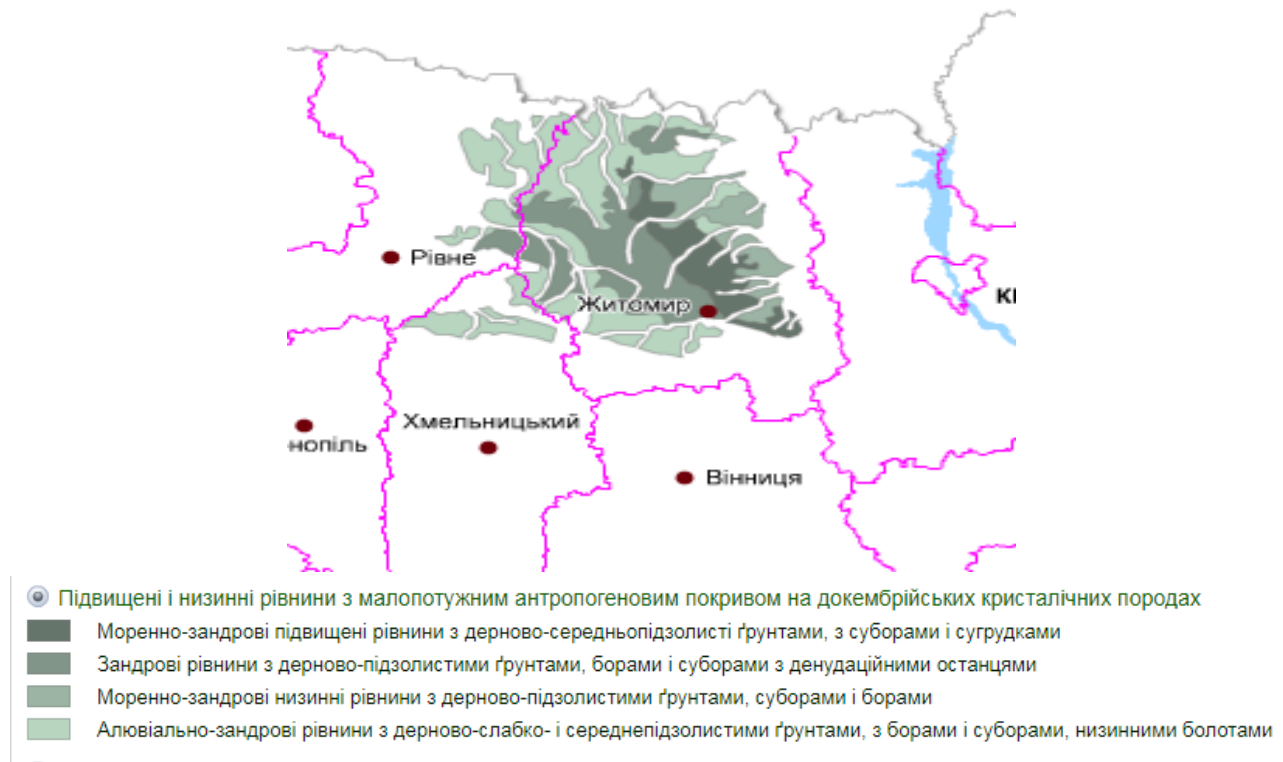 Рівне
Житомир
КІ
Хмельницький
нопіль
Вінниця
Підвищені і низинні рівнини з малопотужним антропогеновим покривом на докембрійських кристалічних породах
Моренно-зандрові підвищені рівнини з дерново-середньопідзолисті ґрунтами, з суборами і сугрудками
Зандрові рівнини з дерново-підзолистими ґрунтами, борами і суборами з денудаційними останцями
Моренно-зандрові низинні рівнини з дерново-підзолистими ґрунтами, суборами і борами
Алювіально-зандрові рівнини з дерново-слабко- і середнепідзолистими ґрунтами, з борами і суборами, низинними болотами